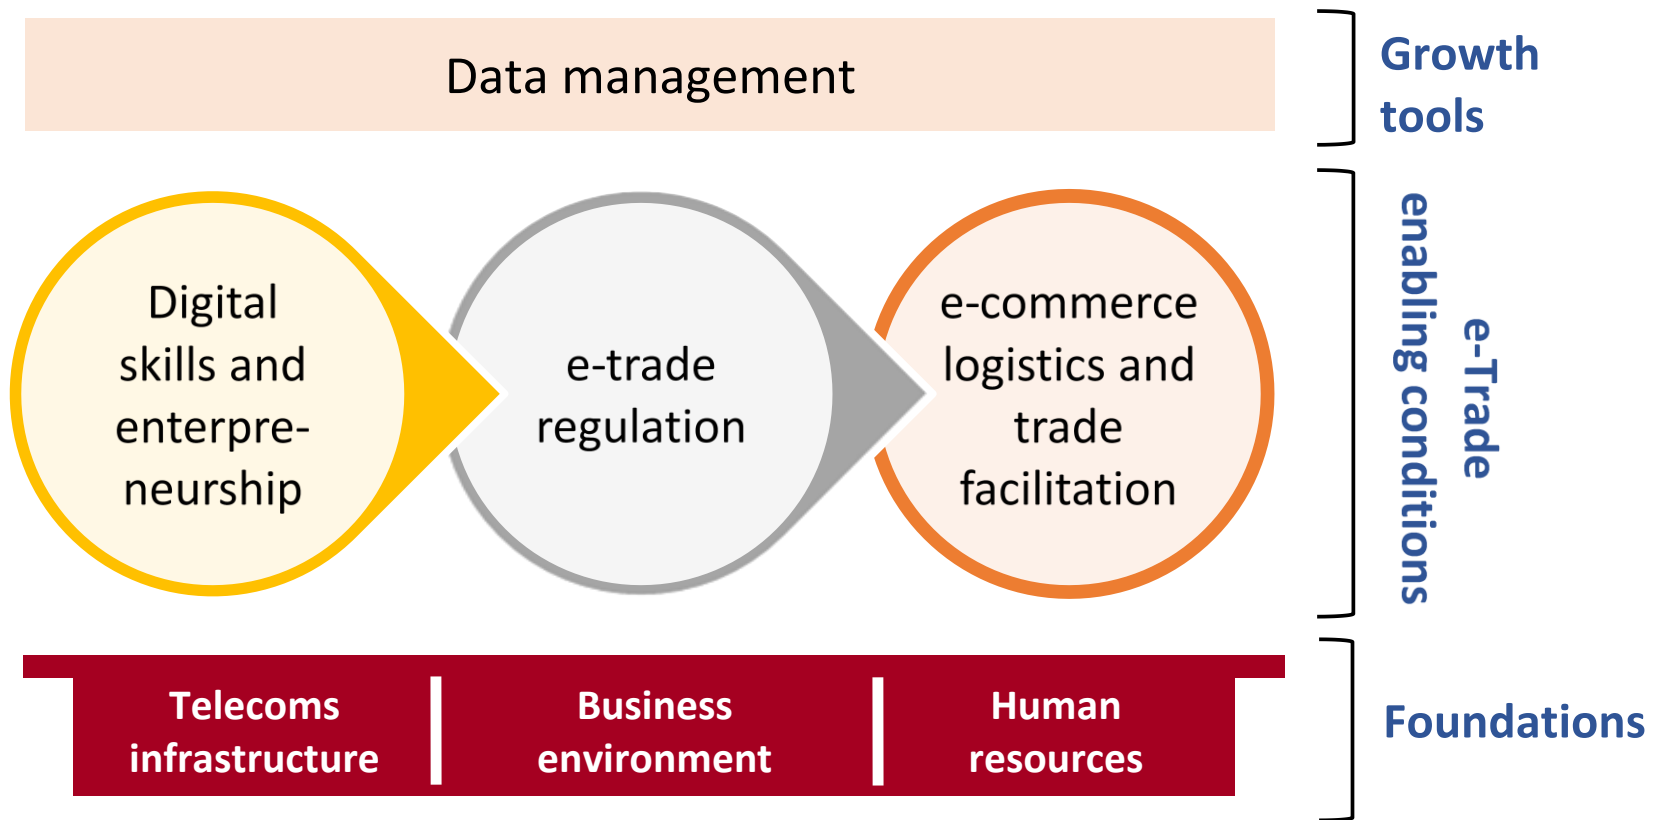 Data management
Growth
tools
Digital
skills and
enterpre-
neurship
e-trade
regulation
e-commerce
logistics and
trade
facilitation
e-Trade
enabling conditions
Telecoms
infrastructure
Business
environment
Human
resources
Foundations